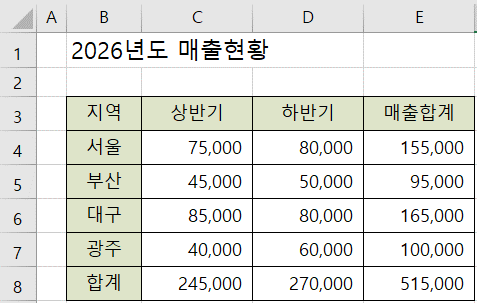 A B C D E
1 2026년도 매출현황
2
3 지역 상반기 하반기 매출합계
4 서울 75,000 80,000 155,000
5 부산 45,000 50,000 95,000
6 대구 85,000 80,000 165,000
7 광주 40,000 60,000 100,000
8 합계 245,000 270,000 515,000